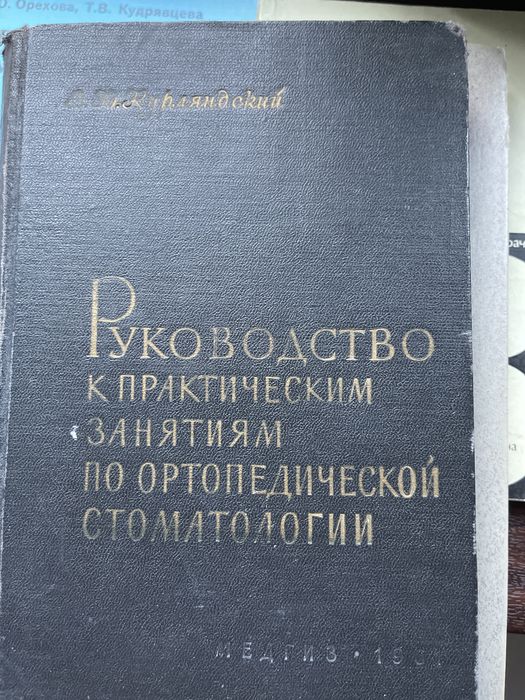 Орехова, Т.В. Кудрявцева
Курляндский
РУКОВОДСТВО
К ПРАКТИЧЕСКИМ
ЗАНЯТИЯМ
ПО ОРТОПЕДИЧЕСКОЙ
СТОМАТОЛОГИИ
МЕДГИЗ •